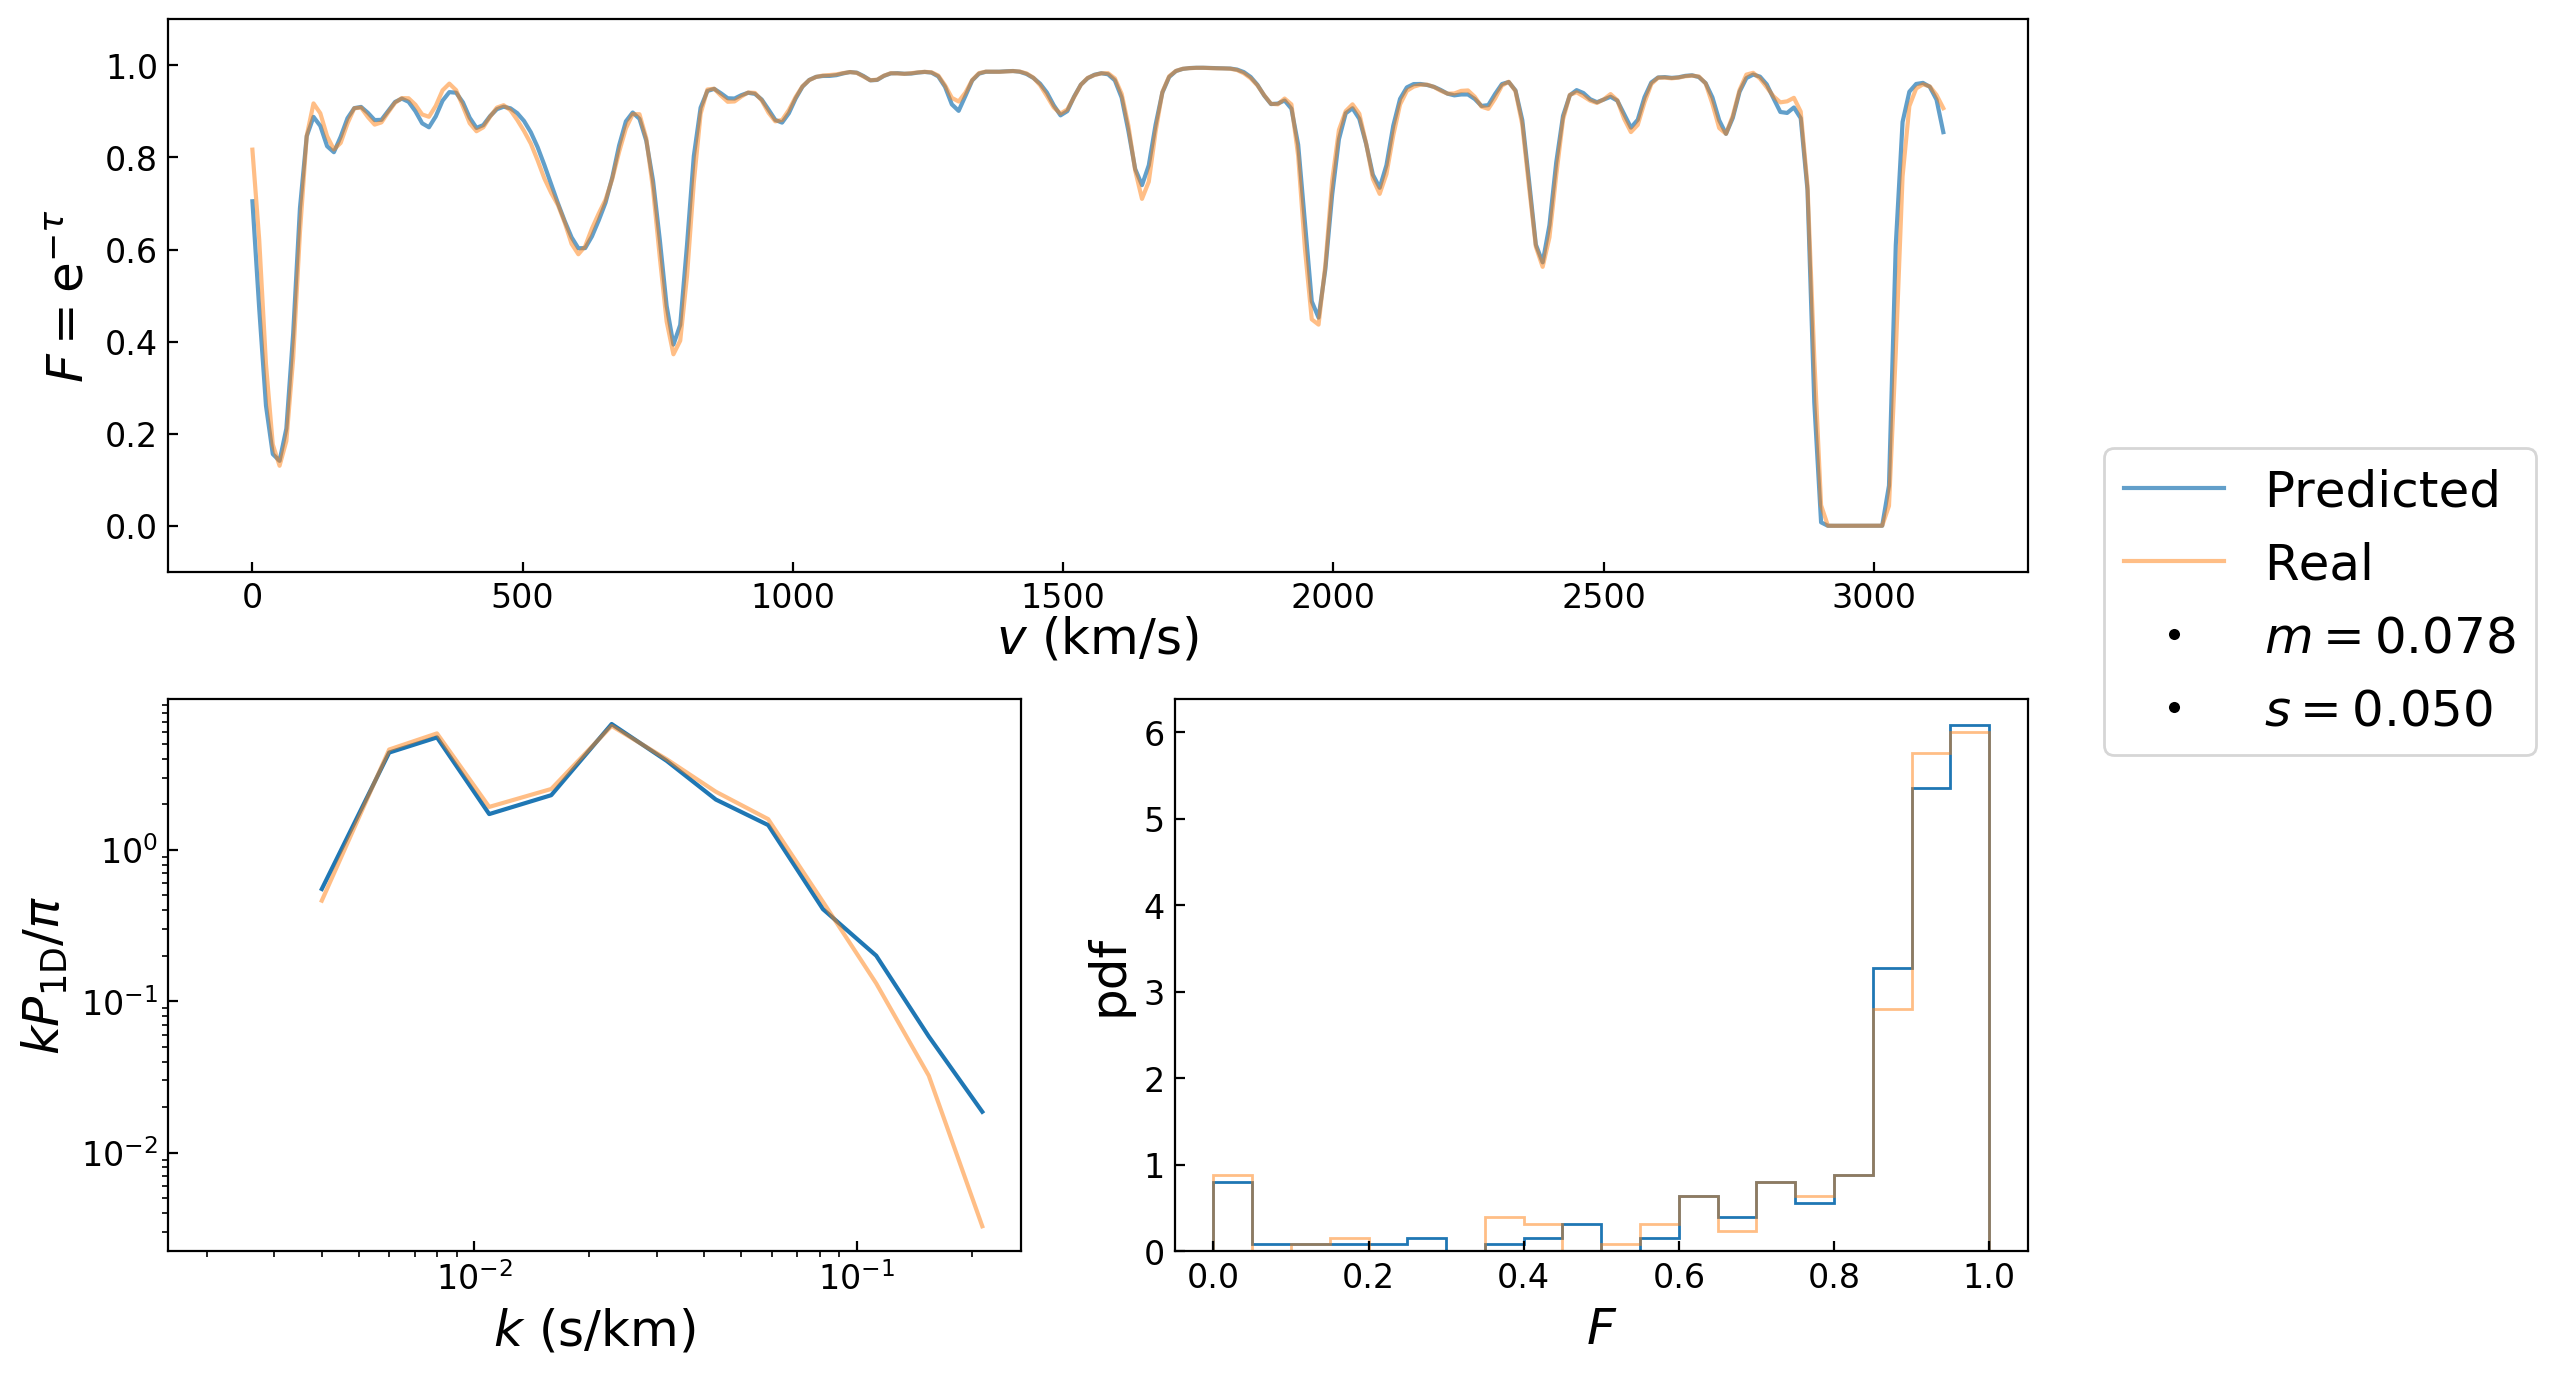 F = e^{−τ}
1.0
0.8
0.6
0.4
0.2
0.0
0 500 1000 1500 2000 2500 3000
v (km/s)
Predicted
Real
m = 0.078
s = 0.050
kP_{1D}/π
10^0
10^{−1}
10^{−2}
10^{−2} 10^{−1}
k (s/km)
pdf
6
5
4
3
2
1
0
0.0 0.2 0.4 0.6 0.8 1.0
F